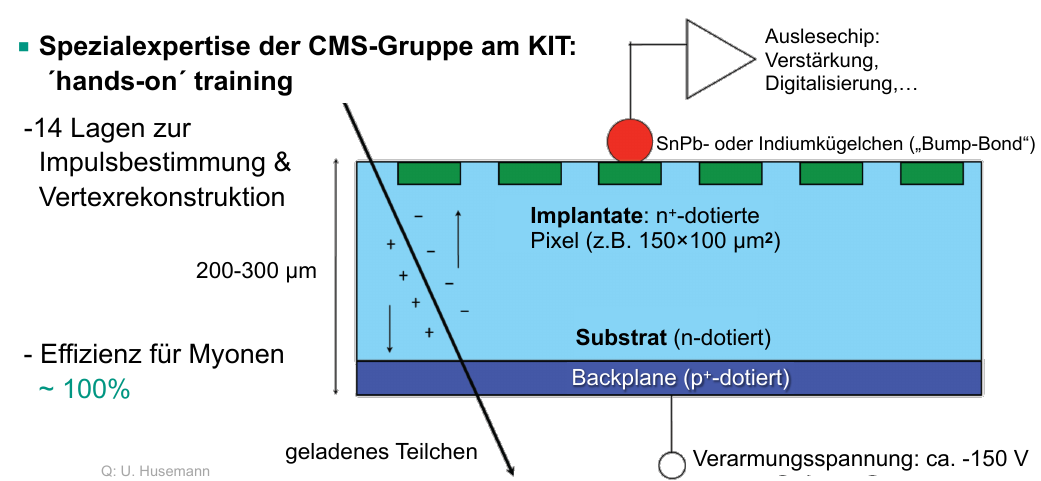 Spezialexpertise der CMS-Gruppe am KIT:
´hands-on´ training
-14 Lagen zur
Impulsbestimmung &
Vertexrekonstruktion
200-300 µm
- Effizienz für Myonen
~ 100%
Q: U. Husemann
Auslesechip:
Verstärkung,
Digitalisierung,…
SnPb- oder Indiumkügelchen („Bump-Bond“)
Implantate: n⁺-dotierte
Pixel (z.B. 150×100 µm²)
− + − + − + − +
Substrat (n-dotiert)
Backplane (p⁺-dotiert)
geladenes Teilchen
Verarmungsspannung: ca. -150 V